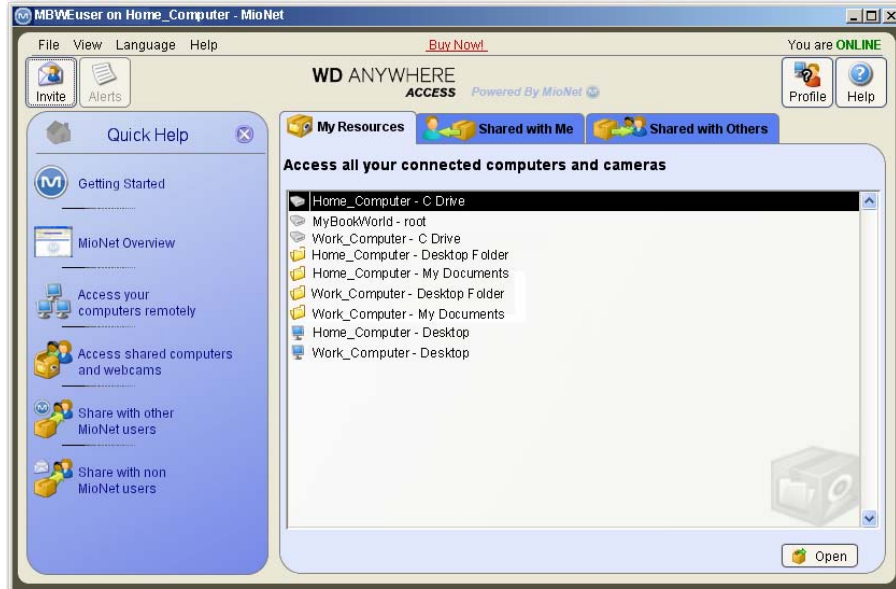 MBWEuser on Home_Computer - MioNet
File View Language Help
Buy Now!
You are ONLINE
Invite
Alerts
WD ANYWHERE
ACCESS Powered By MioNet
Profile
Help
Quick Help
Getting Started
MioNet Overview
Access your
computers remotely
Access shared computers
and webcams
Share with other
MioNet users
Share with non
MioNet users
My Resources
Shared with Me
Shared with Others
Access all your connected computers and cameras
Home_Computer - C Drive
MyBookWorld - root
Work_Computer - C Drive
Home_Computer - Desktop Folder
Home_Computer - My Documents
Work_Computer - Desktop Folder
Work_Computer - My Documents
Home_Computer - Desktop
Work_Computer - Desktop
Open